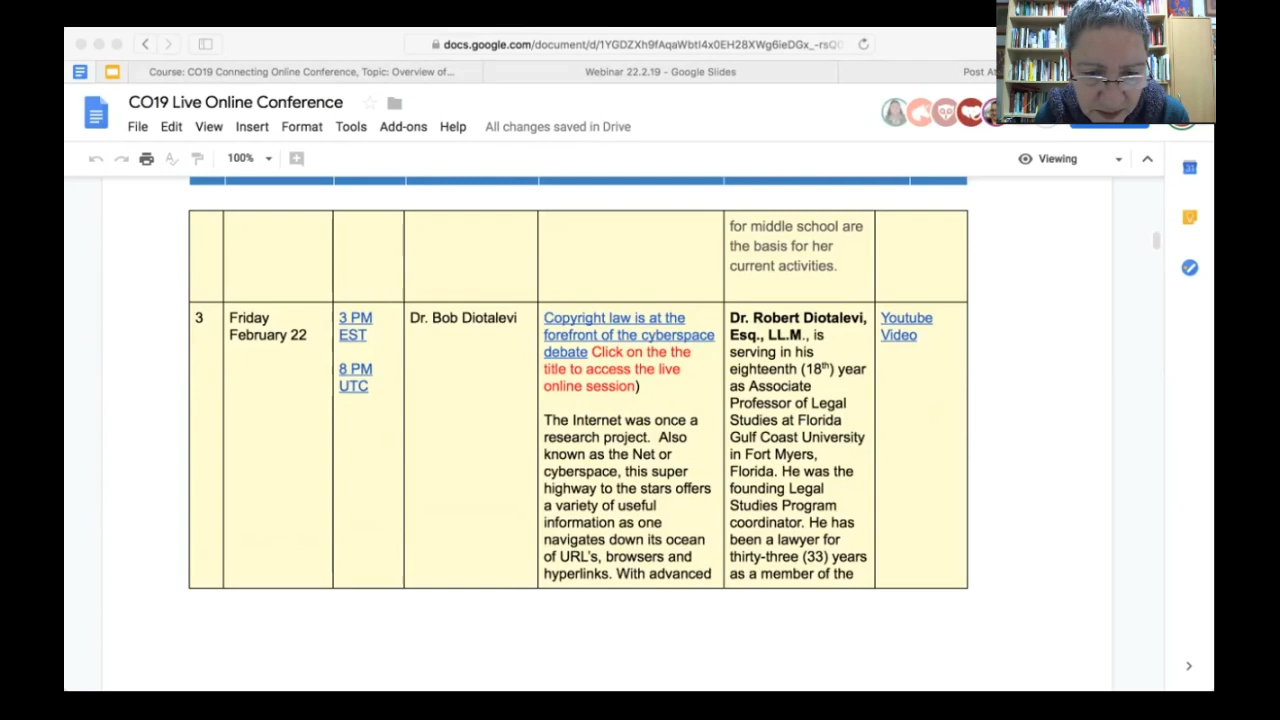 docs.google.com/document/d/1YGDZXh9fAqaWbtI4x0EH28XWg6ieDGx_-rsQ
Course: CO19 Connecting Online Conference, Topic: Overview of...
Webinar 22.2.19 - Google Slides
Post At
CO19 Live Online Conference
File Edit View Insert Format Tools Add-ons Help All changes saved in Drive
100%
Viewing
31
for middle school are
the basis for her
current activities.
3
Friday
February 22
3 PM
EST
8 PM
UTC
Dr. Bob Diotalevi
Copyright law is at the
forefront of the cyberspace
debate Click on the the
title to access the live
online session)
The Internet was once a
research project. Also
known as the Net or
cyberspace, this super
highway to the stars offers
a variety of useful
information as one
navigates down its ocean
of URL's, browsers and
hyperlinks. With advanced
Dr. Robert Diotalevi,
Esq., LL.M., is
serving in his
eighteenth (18th) year
as Associate
Professor of Legal
Studies at Florida
Gulf Coast University
in Fort Myers,
Florida. He was the
founding Legal
Studies Program
coordinator. He has
been a lawyer for
thirty-three (33) years
as a member of the
Youtube
Video